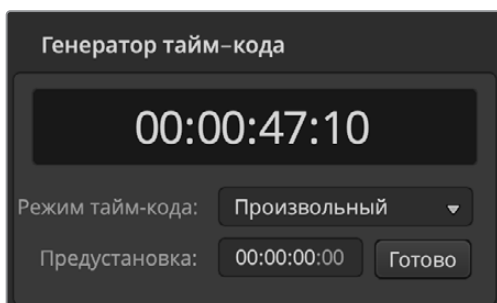 Генератор тайм-кода
00:00:47:10
Режим тайм-кода: Произвольный
Предустановка: 00:00:00:00 Готово